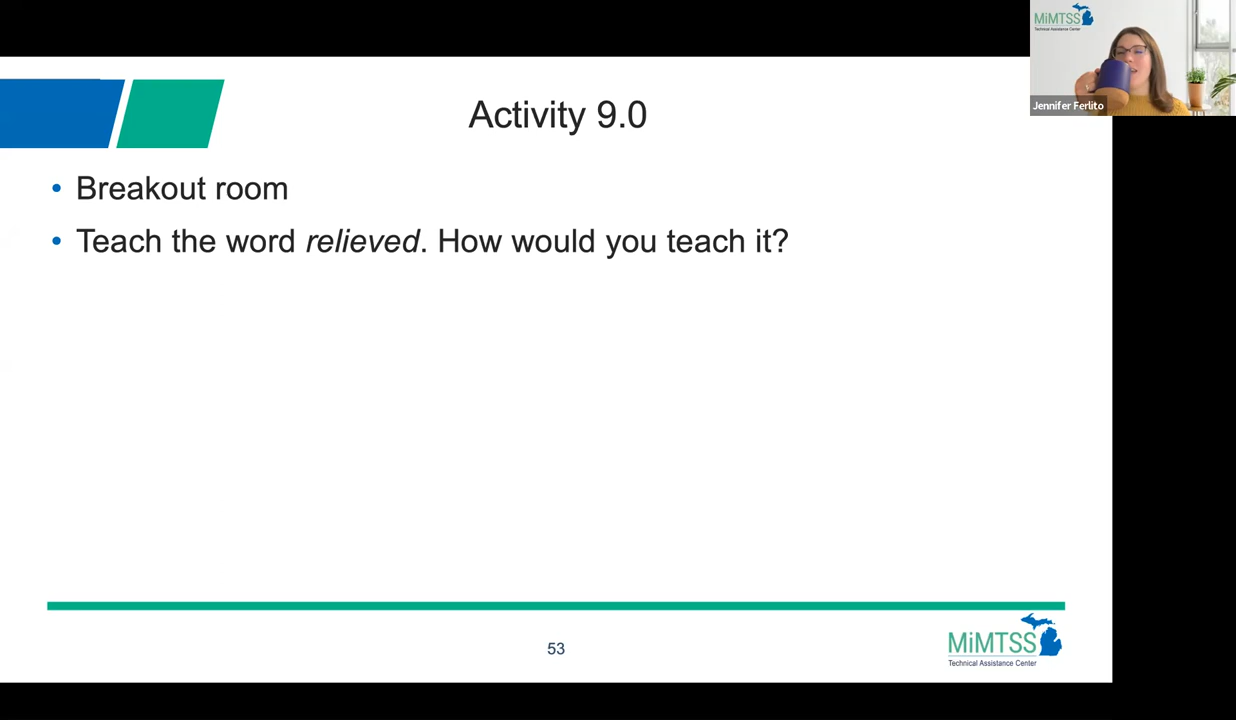 MiMTSS
Technical Assistance Center
Jennifer Ferlito
Activity 9.0
• Breakout room
• Teach the word relieved. How would you teach it?
53
MiMTSS
Technical Assistance Center